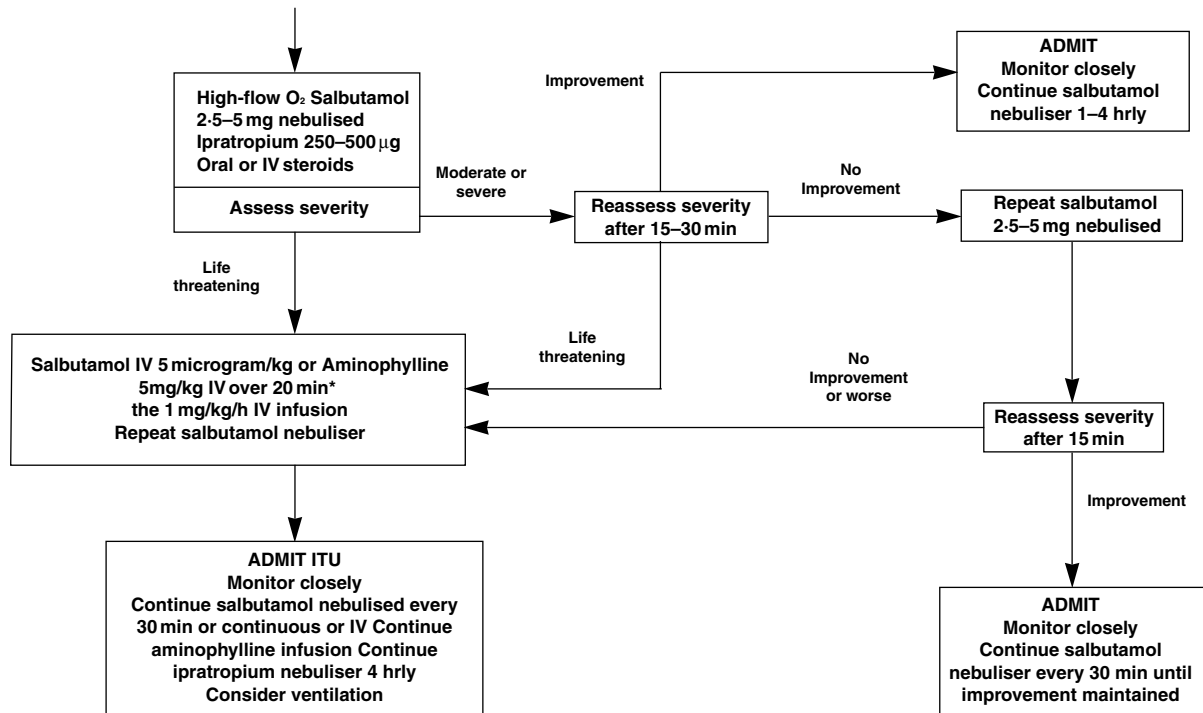 High-flow O₂ Salbutamol
2·5–5 mg nebulised
Ipratropium 250–500 µg
Oral or IV steroids
Assess severity
Moderate or
severe
Life
threatening
Reassess severity
after 15–30 min
Improvement
ADMIT
Monitor closely
Continue salbutamol
nebuliser 1–4 hrly
No
Improvement
Repeat salbutamol
2·5–5 mg nebulised
Life
threatening
No
Improvement
or worse
Reassess severity
after 15 min
Improvement
Salbutamol IV 5 microgram/kg or Aminophylline
5mg/kg IV over 20 min*
the 1 mg/kg/h IV infusion
Repeat salbutamol nebuliser
ADMIT ITU
Monitor closely
Continue salbutamol nebulised every
30 min or continuous or IV Continue
aminophylline infusion Continue
ipratropium nebuliser 4 hrly
Consider ventilation
ADMIT
Monitor closely
Continue salbutamol
nebuliser every 30 min until
improvement maintained